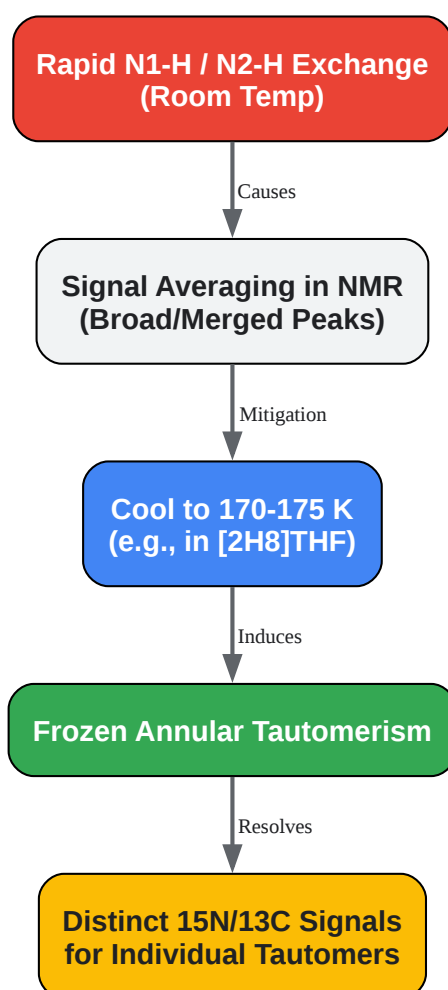 Rapid N1-H / N2-H Exchange
(Room Temp)
Causes
Signal Averaging in NMR
(Broad/Merged Peaks)
Mitigation
Cool to 170-175 K
(e.g., in [2H8]THF)
Induces
Frozen Annular Tautomerism
Resolves
Distinct 15N/13C Signals
for Individual Tautomers